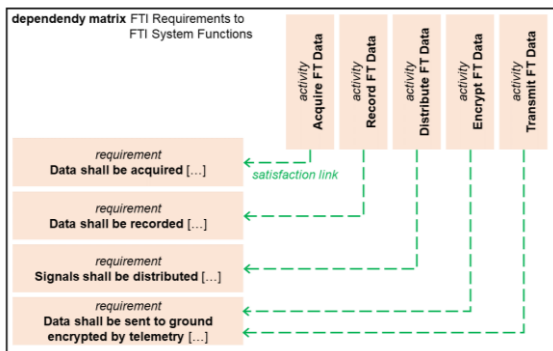 dependendy matrix FTI Requirements to
FTI System Functions
activity
Acquire FT Data
activity
Record FT Data
activity
Distribute FT Data
activity
Encrypt FT Data
activity
Transmit FT Data
requirement
Data shall be acquired […]
satisfaction link
requirement
Data shall be recorded […]
requirement
Signals shall be distributed […]
requirement
Data shall be sent to ground
encrypted by telemetry […]